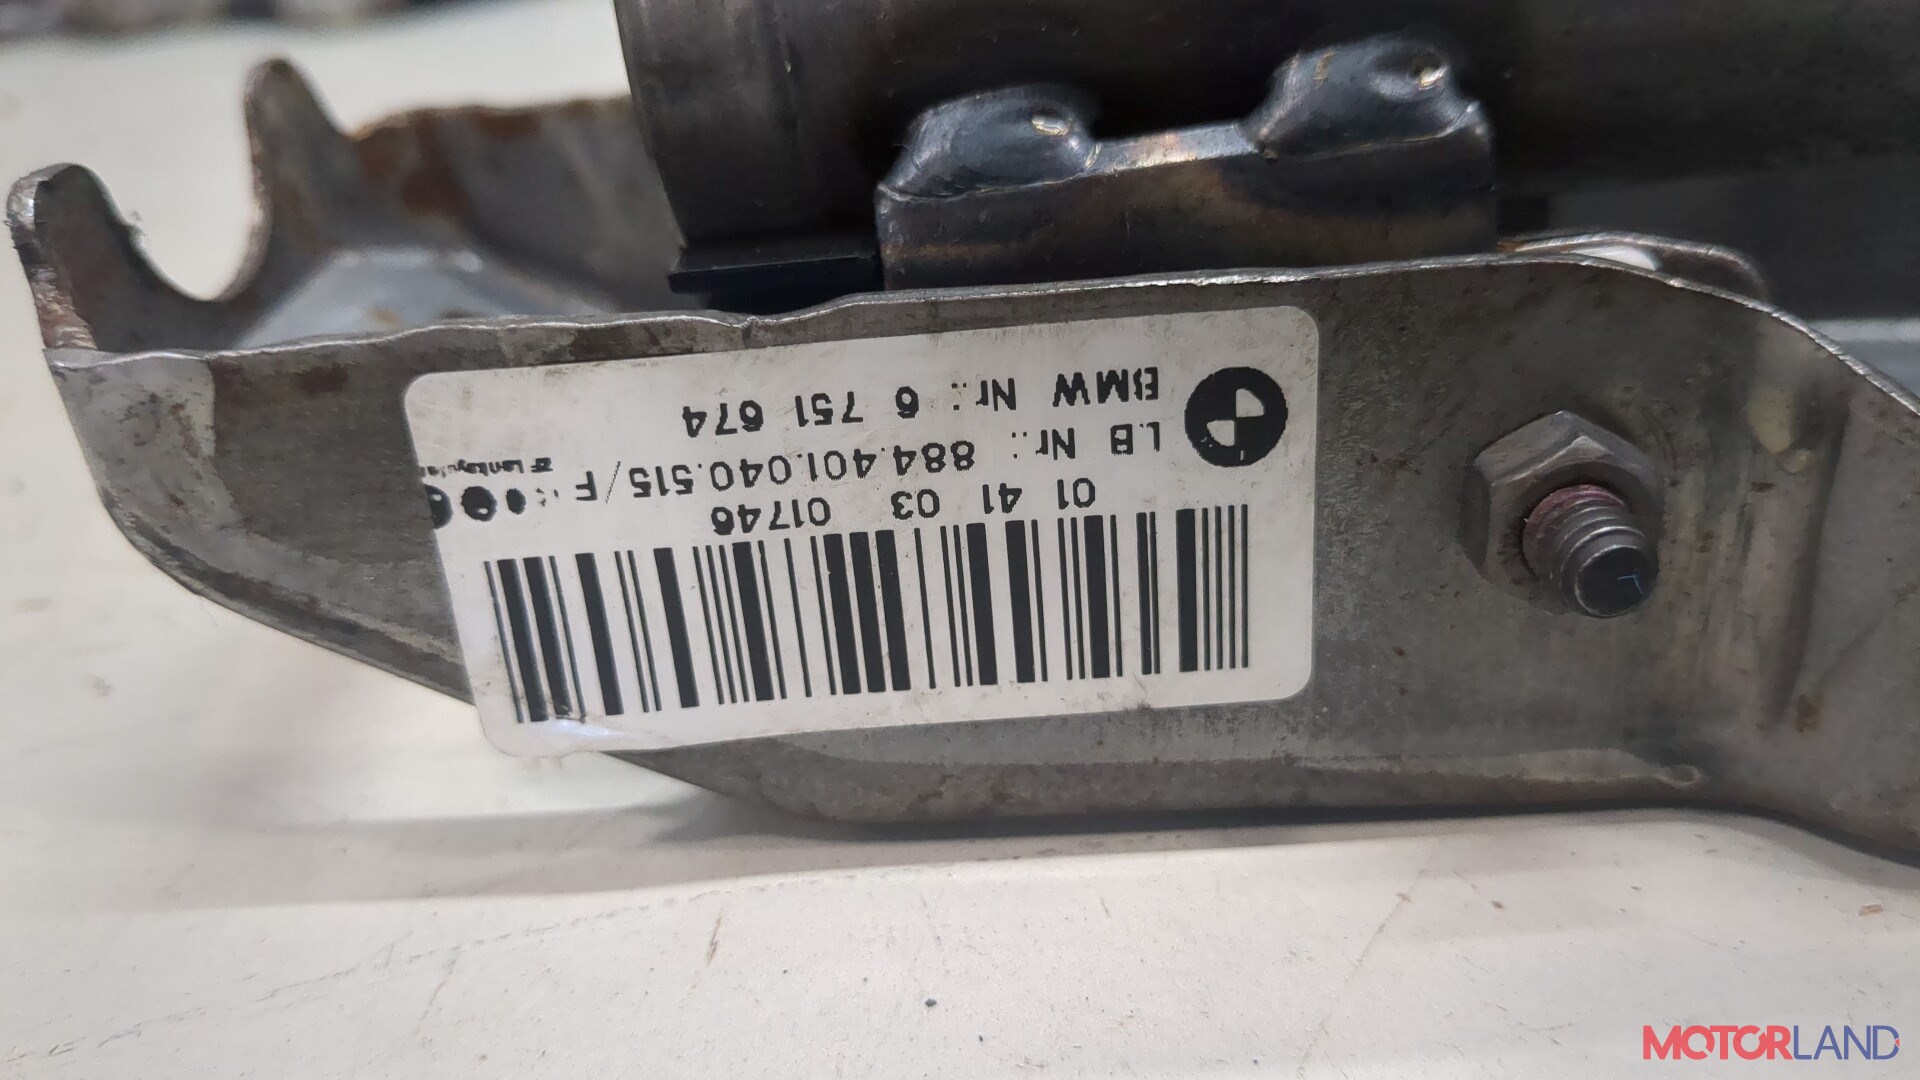 01 41 03 01746
LB Nr.: 884.401.040.515/F
BMW Nr.: 6 751 674
MOTORLAND